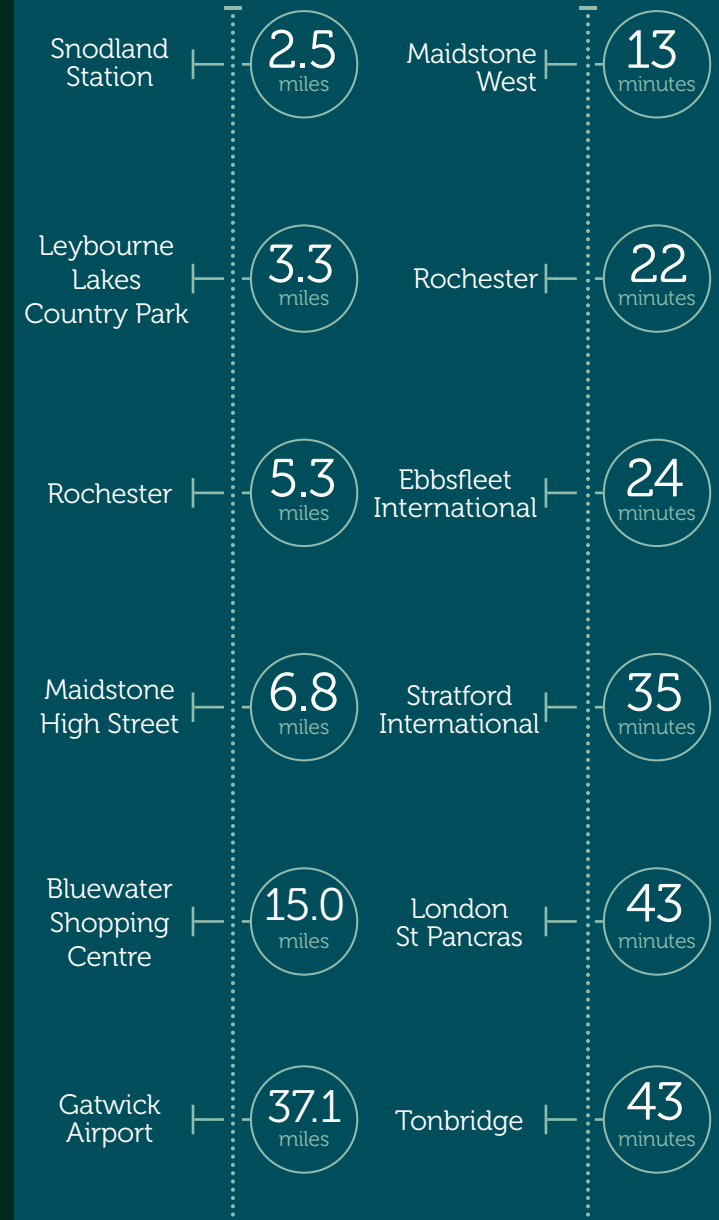 Snodland
Station
2.5
miles
Leybourne
Lakes
Country Park
3.3
miles
Rochester
5.3
miles
Maidstone
High Street
6.8
miles
Bluewater
Shopping
Centre
15.0
miles
Gatwick
Airport
37.1
miles
Maidstone
West
13
minutes
Rochester
22
minutes
Ebbsfleet
International
24
minutes
Stratford
International
35
minutes
London
St Pancras
43
minutes
Tonbridge
43
minutes